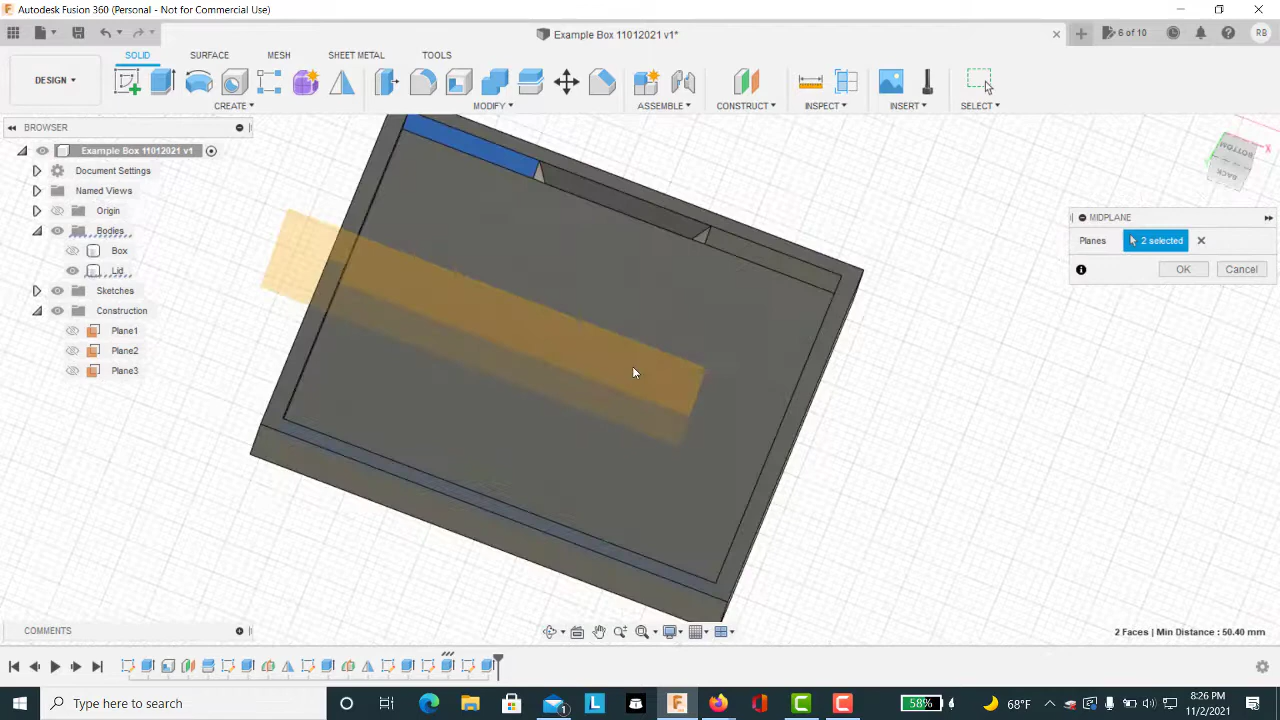 Autodesk Fusion 360 (Personal - Not for Commercial Use)
Example Box 11012021 v1*
6 of 10
RB
DESIGN
SOLID
SURFACE
MESH
SHEET METAL
TOOLS
CREATE
MODIFY
ASSEMBLE
CONSTRUCT
INSPECT
INSERT
SELECT
BROWSER
Example Box 11012021 v1
Document Settings
Named Views
Origin
Bodies
Box
Lid
Sketches
Construction
Plane1
Plane2
Plane3
BOTTOM
BACK
X
MIDPLANE
Planes
2 selected
OK
Cancel
COMMENTS
2 Faces | Min Distance : 50.40 mm
Type here to search
58%
68°F
8:26 PM
11/2/2021